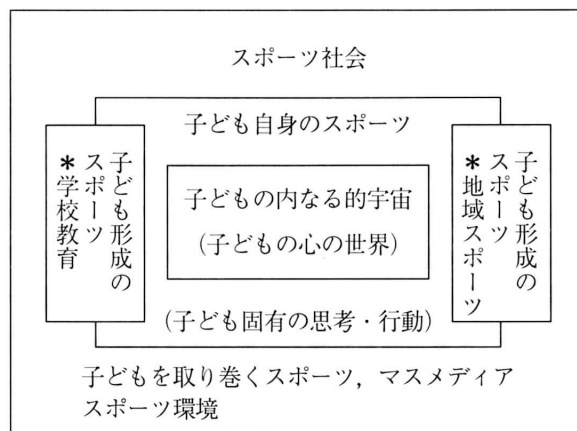 スポーツ社会
子ども自身のスポーツ
子ども形成の
スポーツ
＊学校教育
子どもの内なる的宇宙
(子どもの心の世界)
子ども形成の
スポーツ
＊地域スポーツ
(子ども固有の思考・行動)
子どもを取り巻くスポーツ，マスメディア
スポーツ環境